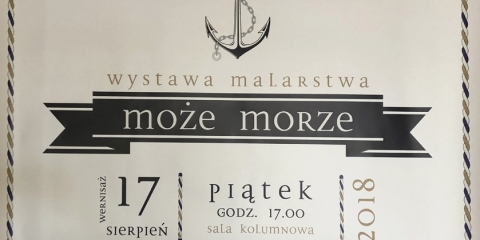 wystawa malarstwa
może morze
wernisaż
17
sierpień
piątek
godz. 17.00
sala kolumnowa
2018